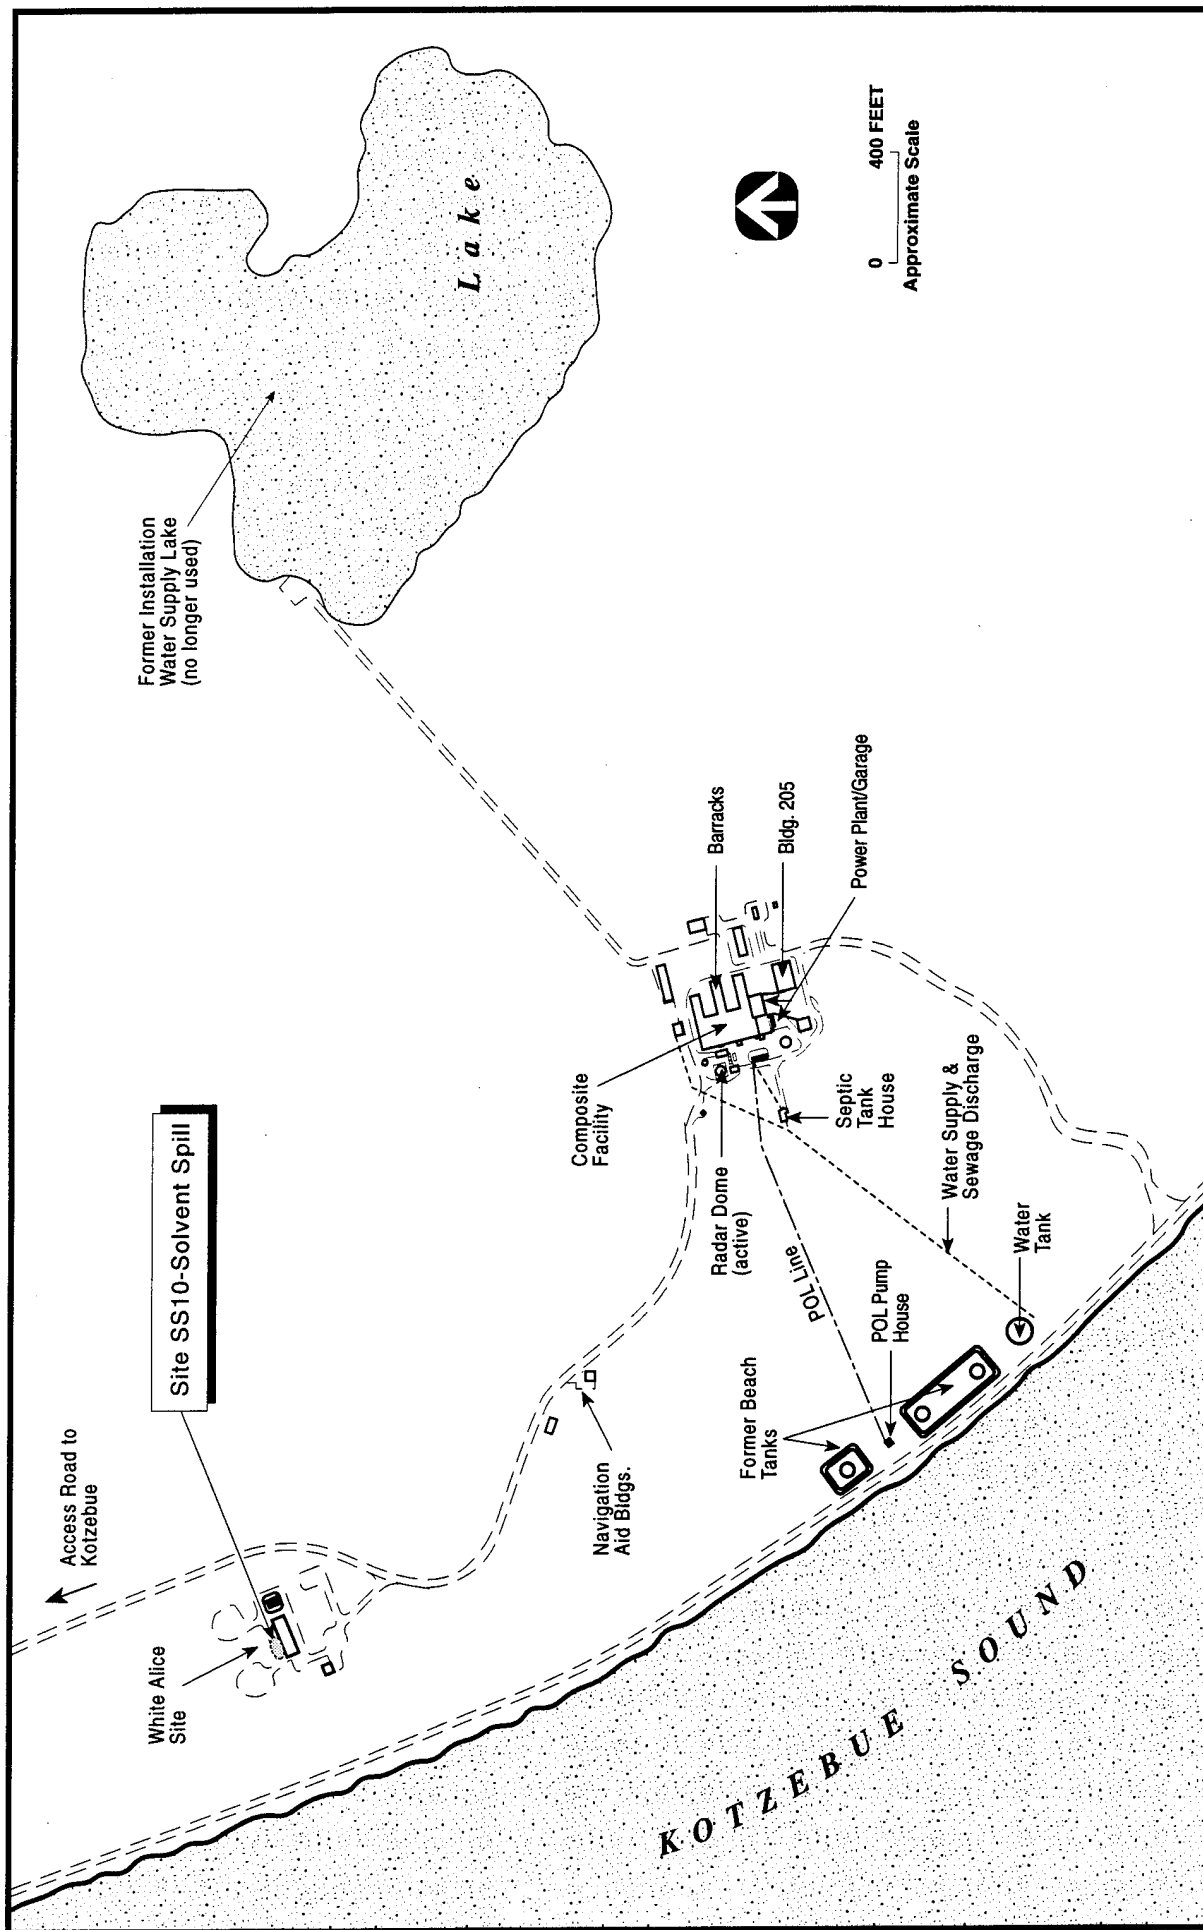 Access Road to
Kotzebue
Site SS10-Solvent Spill
White Alice
Site
Former Installation
Water Supply Lake
(no longer used)
Lake
Navigation
Aid Bldgs.
Composite
Facility
Barracks
Bldg. 205
Power Plant/Garage
Radar Dome
(active)
Septic
Tank
House
POL Line
Former Beach
Tanks
POL Pump
House
Water Supply &
Sewage Discharge
Water
Tank
KOTZEBUE SOUND
0 400 FEET
Approximate Scale